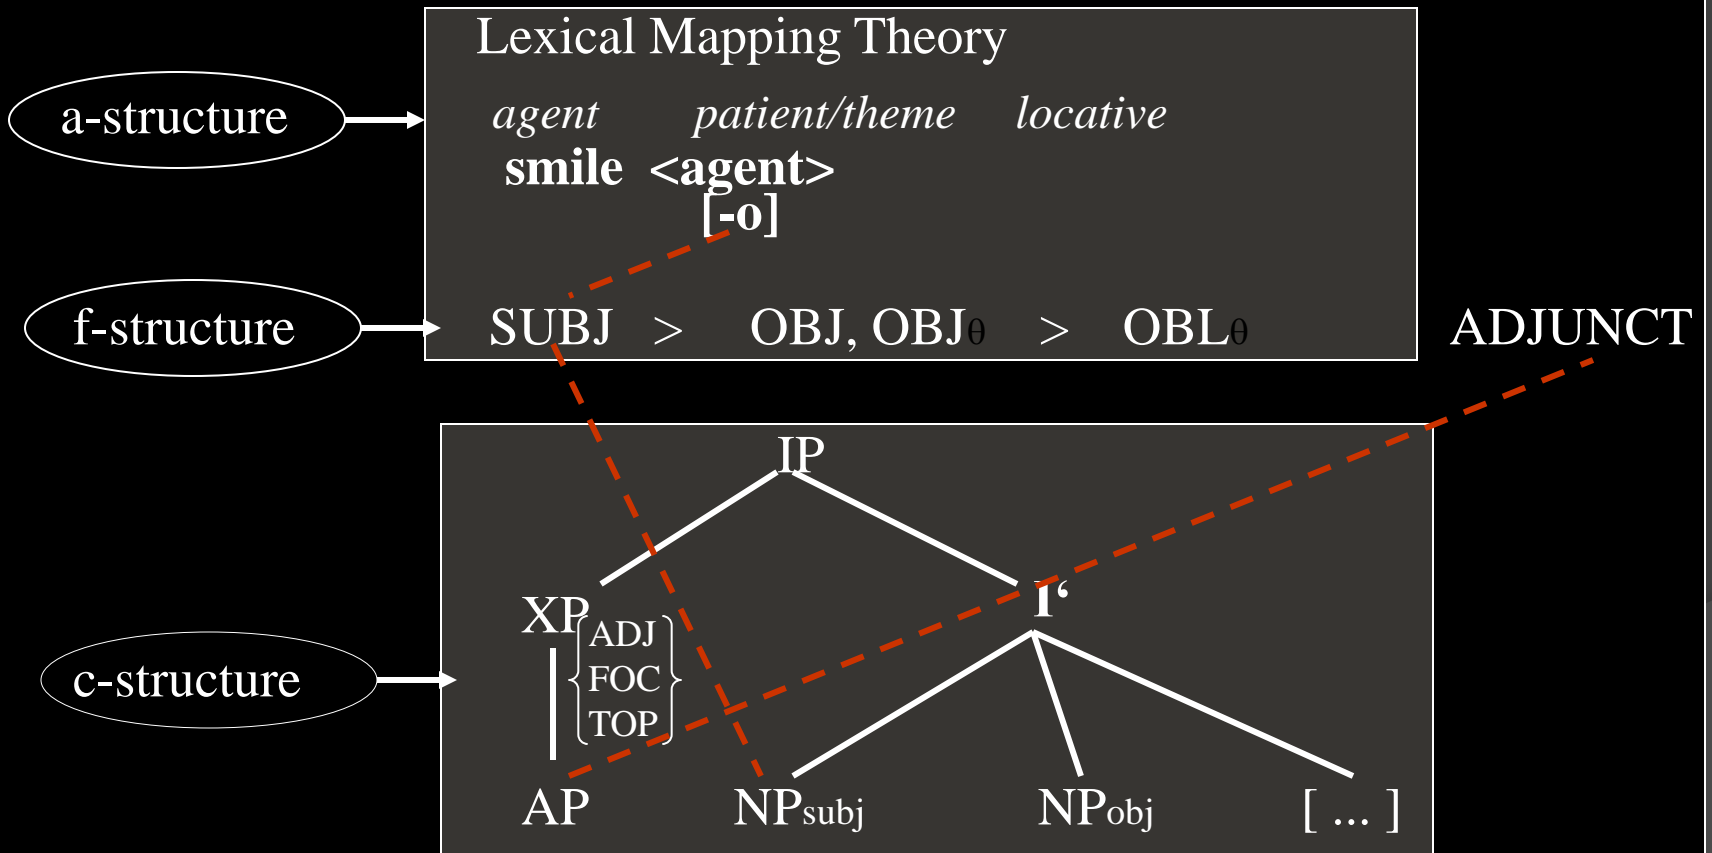 Lexical Mapping Theory
a-structure
agent patient/theme locative
smile <agent>
[-o]
f-structure
SUBJ > OBJ, OBJθ > OBLθ ADJUNCT
IP
XP I‘
ADJ
FOC
TOP
c-structure
AP NPsubj NPobj [ ... ]